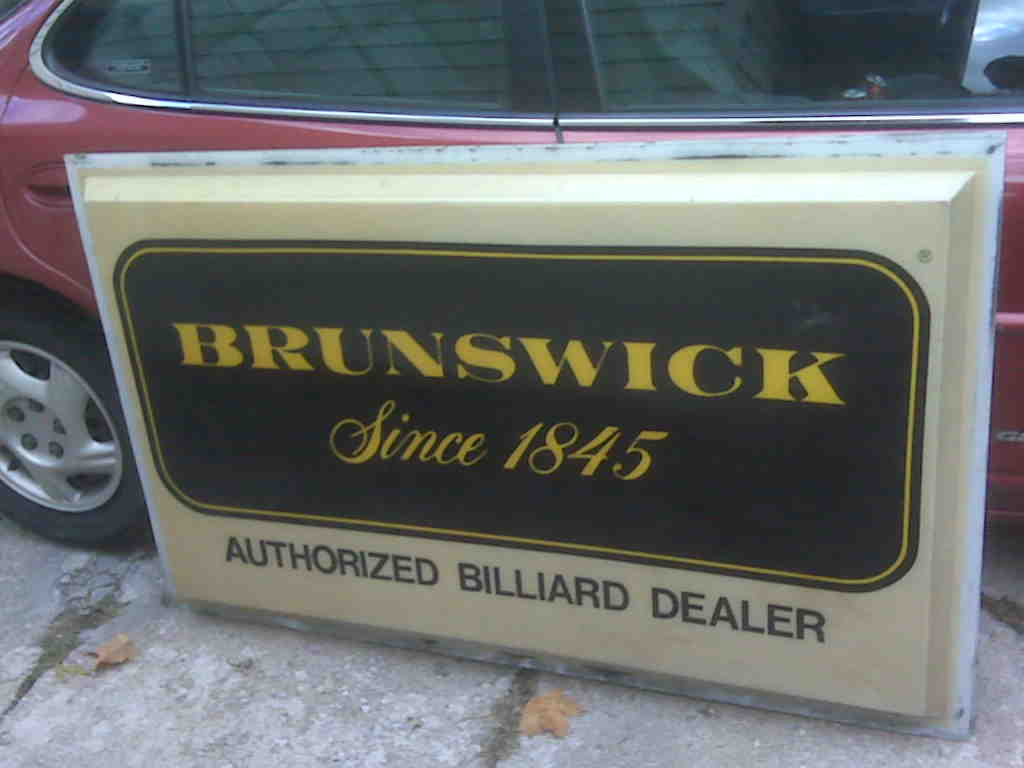 ®
BRUNSWICK
Since 1845
AUTHORIZED BILLIARD DEALER